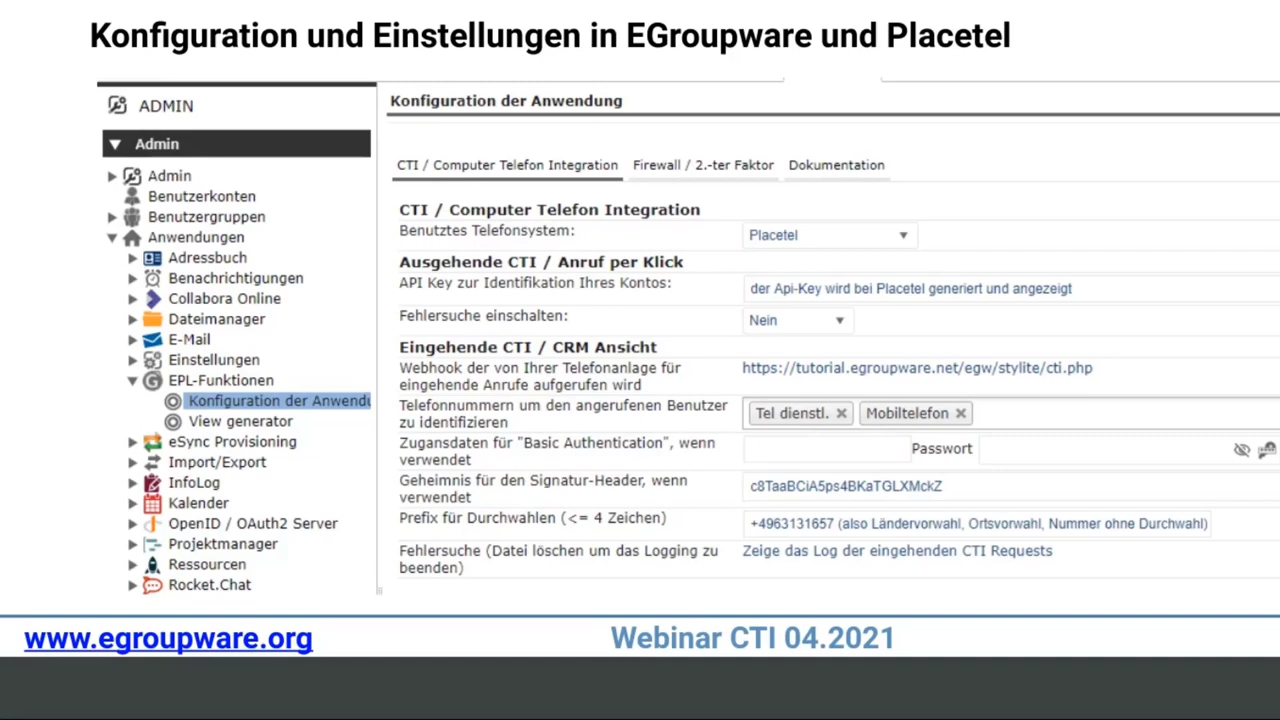 Konfiguration und Einstellungen in EGroupware und Placetel
ADMIN
Admin
Admin
Benutzerkonten
Benutzergruppen
Anwendungen
Adressbuch
Benachrichtigungen
Collabora Online
Dateimanager
E-Mail
Einstellungen
EPL-Funktionen
Konfiguration der Anwendu
View generator
eSync Provisioning
Import/Export
InfoLog
Kalender
OpenID / OAuth2 Server
Projektmanager
Ressourcen
Rocket.Chat
Konfiguration der Anwendung
CTI / Computer Telefon Integration Firewall / 2.-ter Faktor Dokumentation
CTI / Computer Telefon Integration
Benutztes Telefonsystem: Placetel
Ausgehende CTI / Anruf per Klick
API Key zur Identifikation Ihres Kontos: der Api-Key wird bei Placetel generiert und angezeigt
Fehlersuche einschalten: Nein
Eingehende CTI / CRM Ansicht
Webhook der von Ihrer Telefonanlage für https://tutorial.egroupware.net/egw/stylite/cti.php
eingehende Anrufe aufgerufen wird
Telefonnummern um den angerufenen Benutzer Tel dienstl. Mobiltelefon
zu identifizieren
Zugansdaten für "Basic Authentication", wenn Passwort
verwendet
Geheimnis für den Signatur-Header, wenn c8TaaBCiA5ps4BKaTGLXMckZ
verwendet
Prefix für Durchwahlen (<= 4 Zeichen) +4963131657 (also Ländervorwahl, Ortsvorwahl, Nummer ohne Durchwahl)
Fehlersuche (Datei löschen um das Logging zu Zeige das Log der eingehenden CTI Requests
beenden)
www.egroupware.org Webinar CTI 04.2021